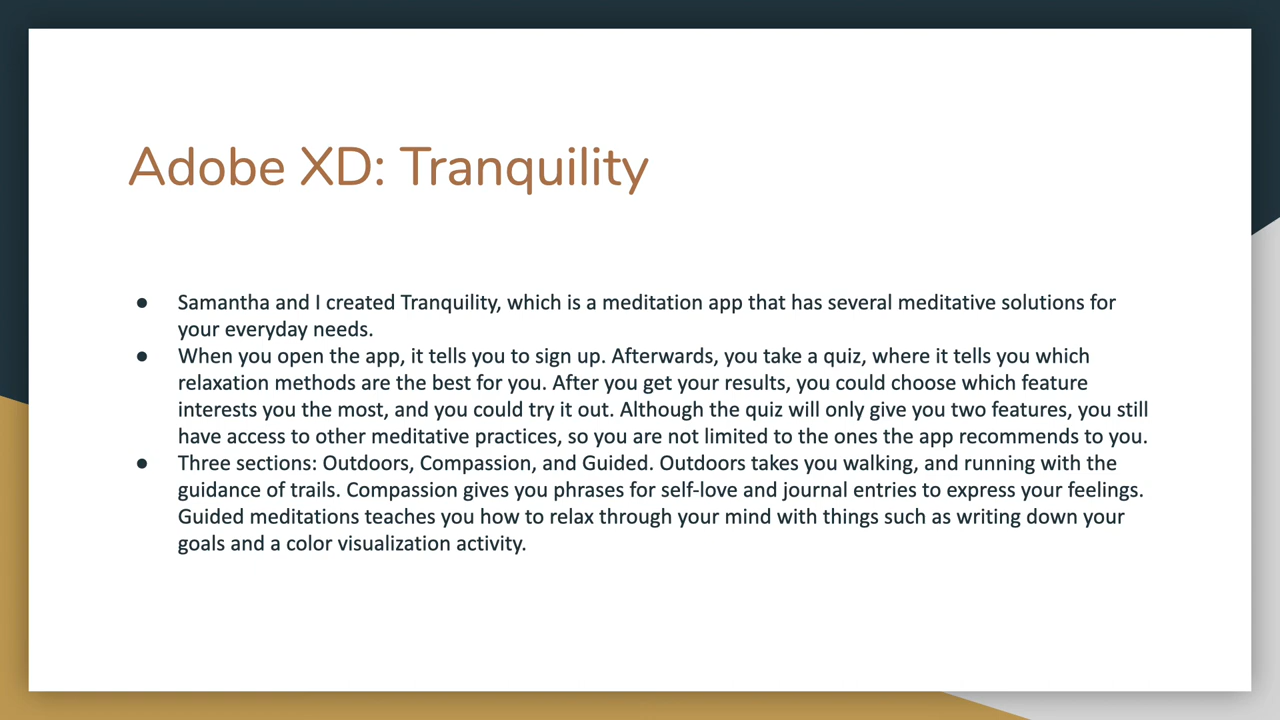 Adobe XD: Tranquility
● Samantha and I created Tranquility, which is a meditation app that has several meditative solutions for
your everyday needs.
● When you open the app, it tells you to sign up. Afterwards, you take a quiz, where it tells you which
relaxation methods are the best for you. After you get your results, you could choose which feature
interests you the most, and you could try it out. Although the quiz will only give you two features, you still
have access to other meditative practices, so you are not limited to the ones the app recommends to you.
● Three sections: Outdoors, Compassion, and Guided. Outdoors takes you walking, and running with the
guidance of trails. Compassion gives you phrases for self-love and journal entries to express your feelings.
Guided meditations teaches you how to relax through your mind with things such as writing down your
goals and a color visualization activity.